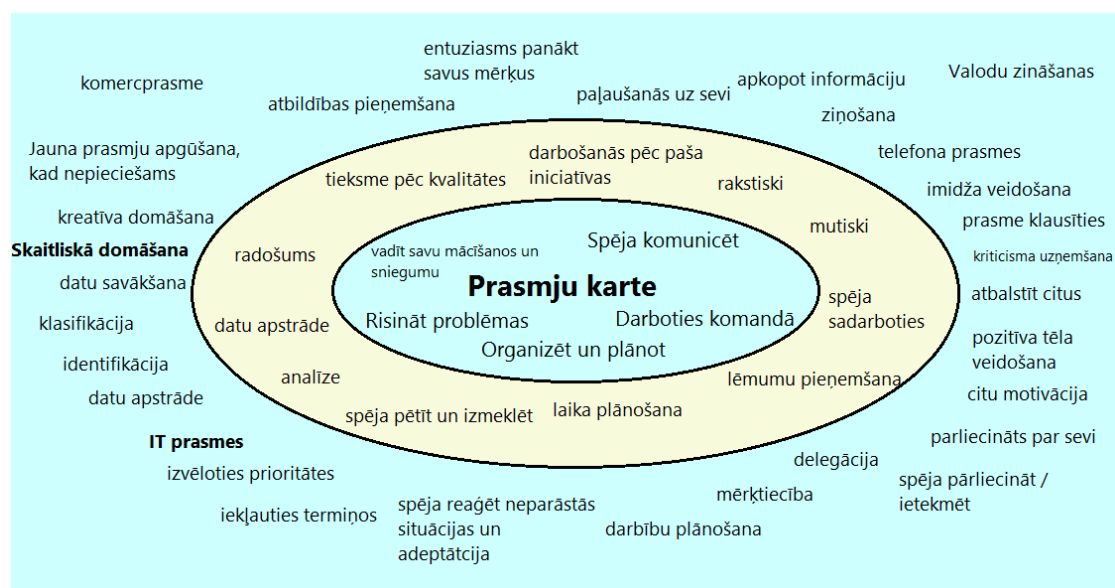 entuziasms panākt
savus mērķus
komercprasme
atbildības pieņemšana
paļaušanās uz sevi
apkopot informāciju
Valodu zināšanas
ziņošana
Jauna prasmju apgūšana,
kad nepieciešams
telefona prasmes
imidža veidošana
kreatīva domāšana
prasme klausīties
Skaitliskā domāšana
kriticisma uzņemšana
datu savākšana
atbalstīt citus
klasifikācija
pozitīva tēla
veidošana
identifikācija
citu motivācija
datu apstrāde
IT prasmes
parliecināts par sevi
izvēloties prioritātes
delegācija
spēja pārliecināt /
ietekmēt
iekļauties termiņos
spēja reaģēt neparāstās
situācijas un
adeptātcija
mērķtiecība
darbību plānošana
tieksme pēc kvalitātes
darbošanās pēc paša
iniciatīvas
rakstiski
mutiski
radošums
datu apstrāde
spēja
sadarboties
analīze
lēmumu pieņemšana
spēja pētīt un izmeklēt
laika plānošana
vadīt savu mācīšanos un
sniegumu
Spēja komunicēt
Prasmju karte
Risināt problēmas
Darboties komandā
Organizēt un plānot